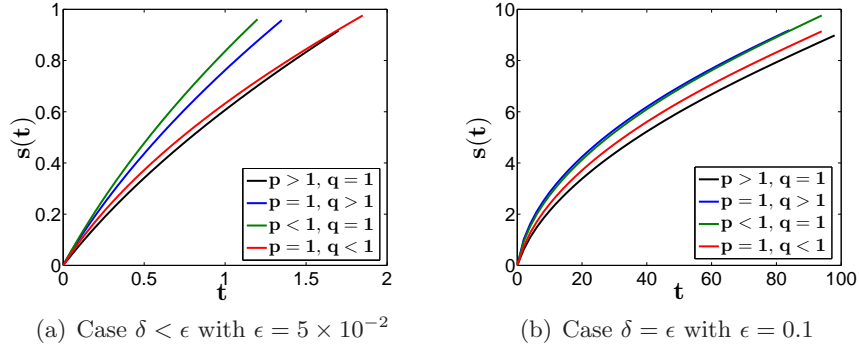 1
0.8
0.6
0.4
0.2
0
s(t)
0 0.5 1 1.5 2
t
p > 1, q = 1
p = 1, q > 1
p < 1, q = 1
p = 1, q < 1
(a) Case δ < ϵ with ϵ = 5 × 10⁻²
10
8
6
4
2
0
s(t)
0 20 40 60 80 100
t
p > 1, q = 1
p = 1, q > 1
p < 1, q = 1
p = 1, q < 1
(b) Case δ = ϵ with ϵ = 0.1